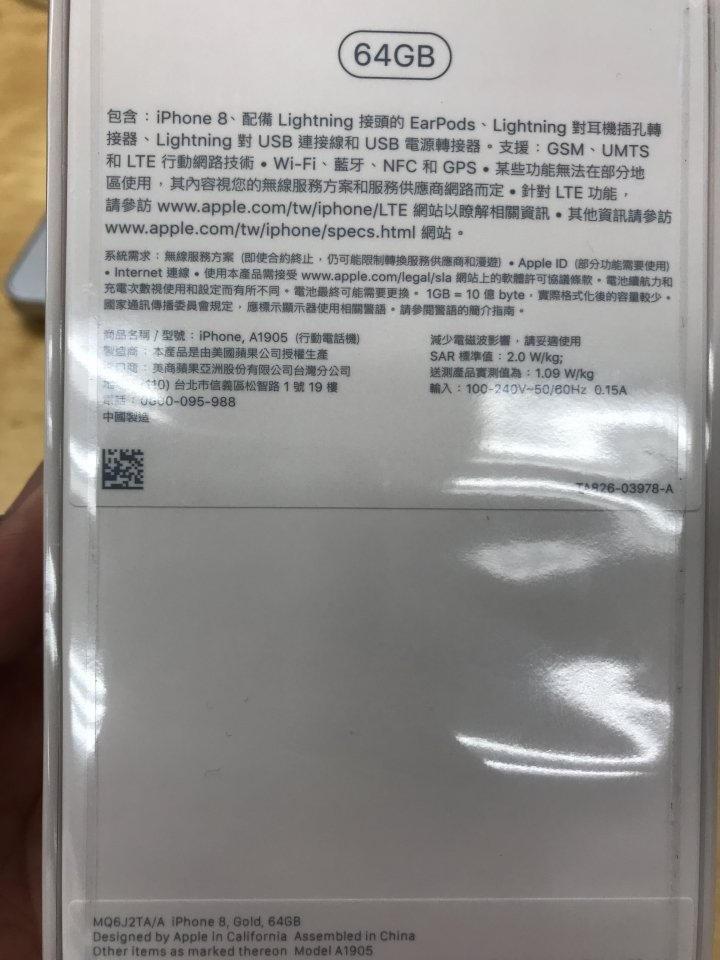 64GB
包含：iPhone 8、配備 Lightning 接頭的 EarPods、Lightning 對耳機插孔轉
接器、Lightning 對 USB 連接線和 USB 電源轉接器。支援：GSM、UMTS
和 LTE 行動網路技術 • Wi-Fi、藍牙、NFC 和 GPS • 某些功能無法在部分地
區使用，其內容視您的無線服務方案和服務供應商網路而定 • 針對 LTE 功能，
請參訪 www.apple.com/tw/iphone/LTE 網站以瞭解相關資訊 • 其他資訊請參訪
www.apple.com/tw/iphone/specs.html 網站。
系統需求：無線服務方案（即使合約終止，仍可能限制轉換服務供應商和漫遊）• Apple ID（部分功能需要使用）
• Internet 連線 • 使用本產品需接受 www.apple.com/legal/sla 網站上的軟體許可協議條款。電池續航力和
充電次數視使用和設定而有所不同。電池最終可能需要更換。1GB = 10 億 byte，實際格式化後的容量較少。
國家通訊傳播委員會規定，應標示顯示器使用相關警語。請參閱警語的簡介指南。
商品名稱 / 型號：iPhone, A1905（行動電話機）
製造商：本產品是由美國蘋果公司授權生產
商：美商蘋果亞洲股份有限公司台灣分公司
110) 台北市信義區松智路 1 號 19 樓
電話：0800-095-988
中國製造
減少電磁波影響，請妥適使用
SAR 標準值：2.0 W/kg;
送測產品實測值為：1.09 W/kg
輸入：100-240V~50/60Hz 0.15A
TA826-03978-A
MQ6J2TA/A iPhone 8, Gold, 64GB
Designed by Apple in California Assembled in China
Other items as marked thereon Model A1905